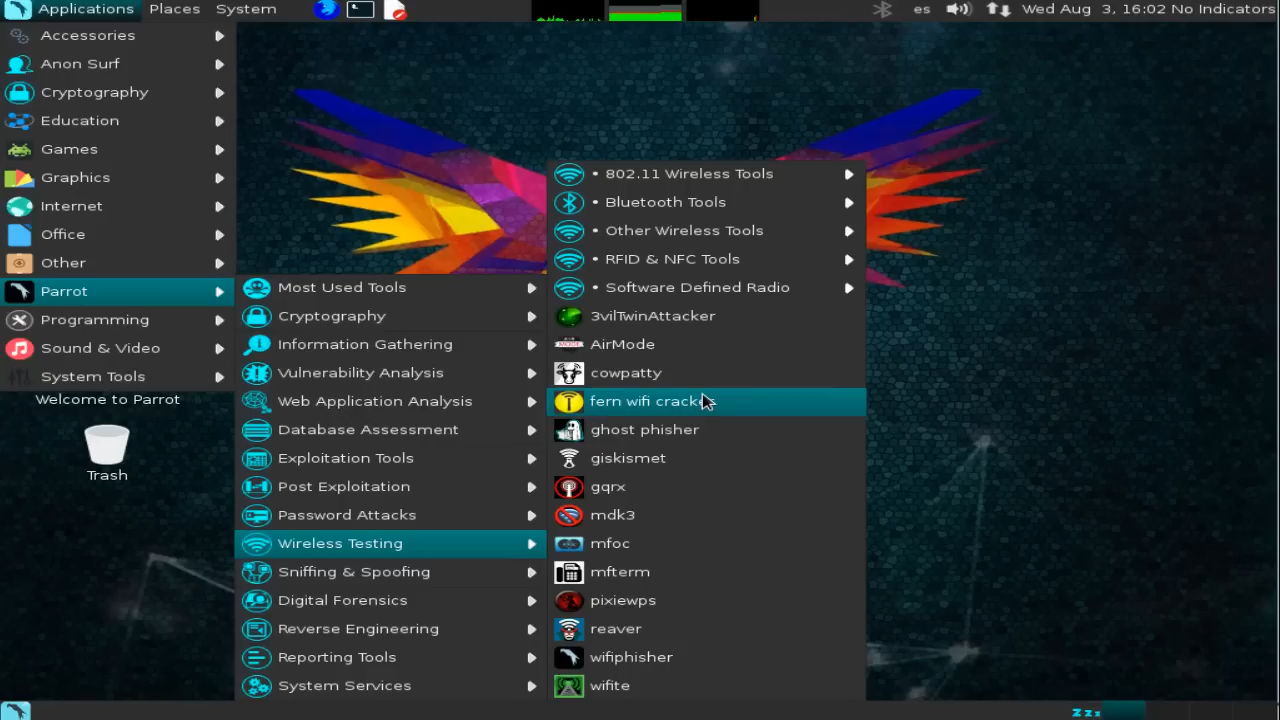 Applications Places System es Wed Aug 3, 16:02 No Indicators
Accessories
Anon Surf
Cryptography
Education
Games
Graphics
Internet
Office
Other
Parrot
Programming
Sound & Video
System Tools
Welcome to Parrot
Trash
Most Used Tools
Cryptography
Information Gathering
Vulnerability Analysis
Web Application Analysis
Database Assessment
Exploitation Tools
Post Exploitation
Password Attacks
Wireless Testing
Sniffing & Spoofing
Digital Forensics
Reverse Engineering
Reporting Tools
System Services
• 802.11 Wireless Tools
• Bluetooth Tools
• Other Wireless Tools
• RFID & NFC Tools
• Software Defined Radio
3vilTwinAttacker
AirMode
cowpatty
fern wifi cracker
ghost phisher
giskismet
gqrx
mdk3
mfoc
mfterm
pixiewps
reaver
wifiphisher
wifite
zzz